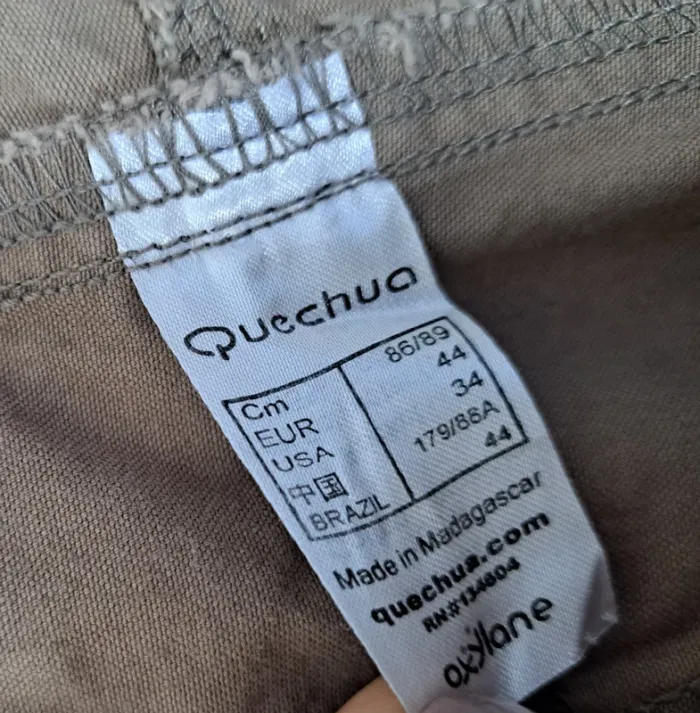 Quechua
Cm 86/89
EUR 44
USA 34
中国 179/88A
BRAZIL 44
Made in Madagascar
quechua.com
RN#134604
oxylane